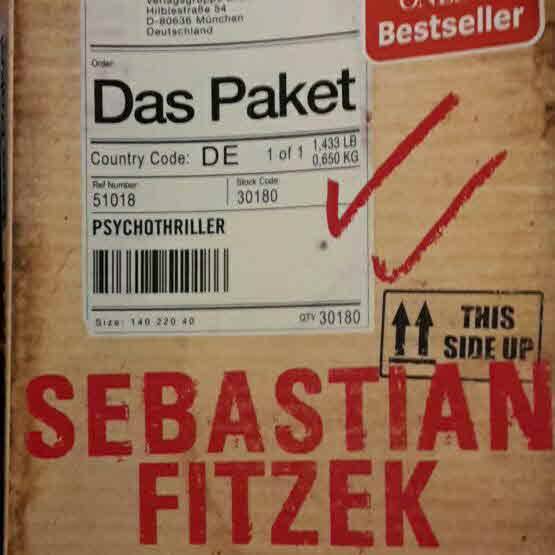 Hilblestraße 54
D-80636 München
Deutschland
Bestseller
Order:
Das Paket
Country Code: DE 1 of 1 1,433 LB
0,650 KG
Ref Number
51018
Stock Code
30180
PSYCHOTHRILLER
Size: 140 220 40
QTY 30180
THIS
SIDE UP
SEBASTIAN
FITZEK